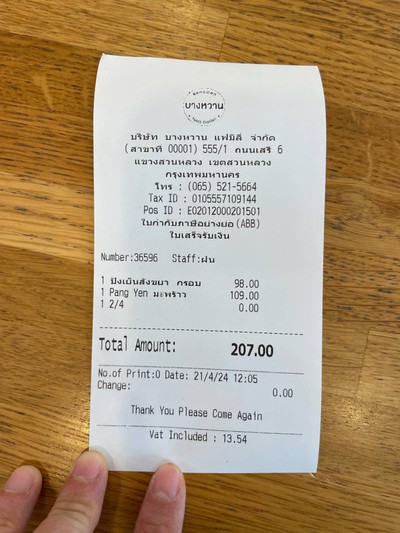 บางหวาน
บริษัท บางหวาน แฟมิลี่ จำกัด
(สาขาที่ 00001) 555/1 ถนนเสรี 6
แขวงสวนหลวง เขตสวนหลวง
กรุงเทพมหานคร
โทร : (065) 521-5664
Tax ID : 0105557109144
Pos ID : E02012000201501
ใบกำกับภาษีอย่างย่อ(ABB)
ใบเสร็จรับเงิน
Number:36596 Staff:ฝน
1 ปังเย็นสังขยา กรอบ 98.00
1 Pang Yen มะพร้าว 109.00
1 2/4 0.00
Total Amount: 207.00
No.of Print:0 Date: 21/4/24 12:05
Change: 0.00
Thank You Please Come Again
Vat Included : 13.54